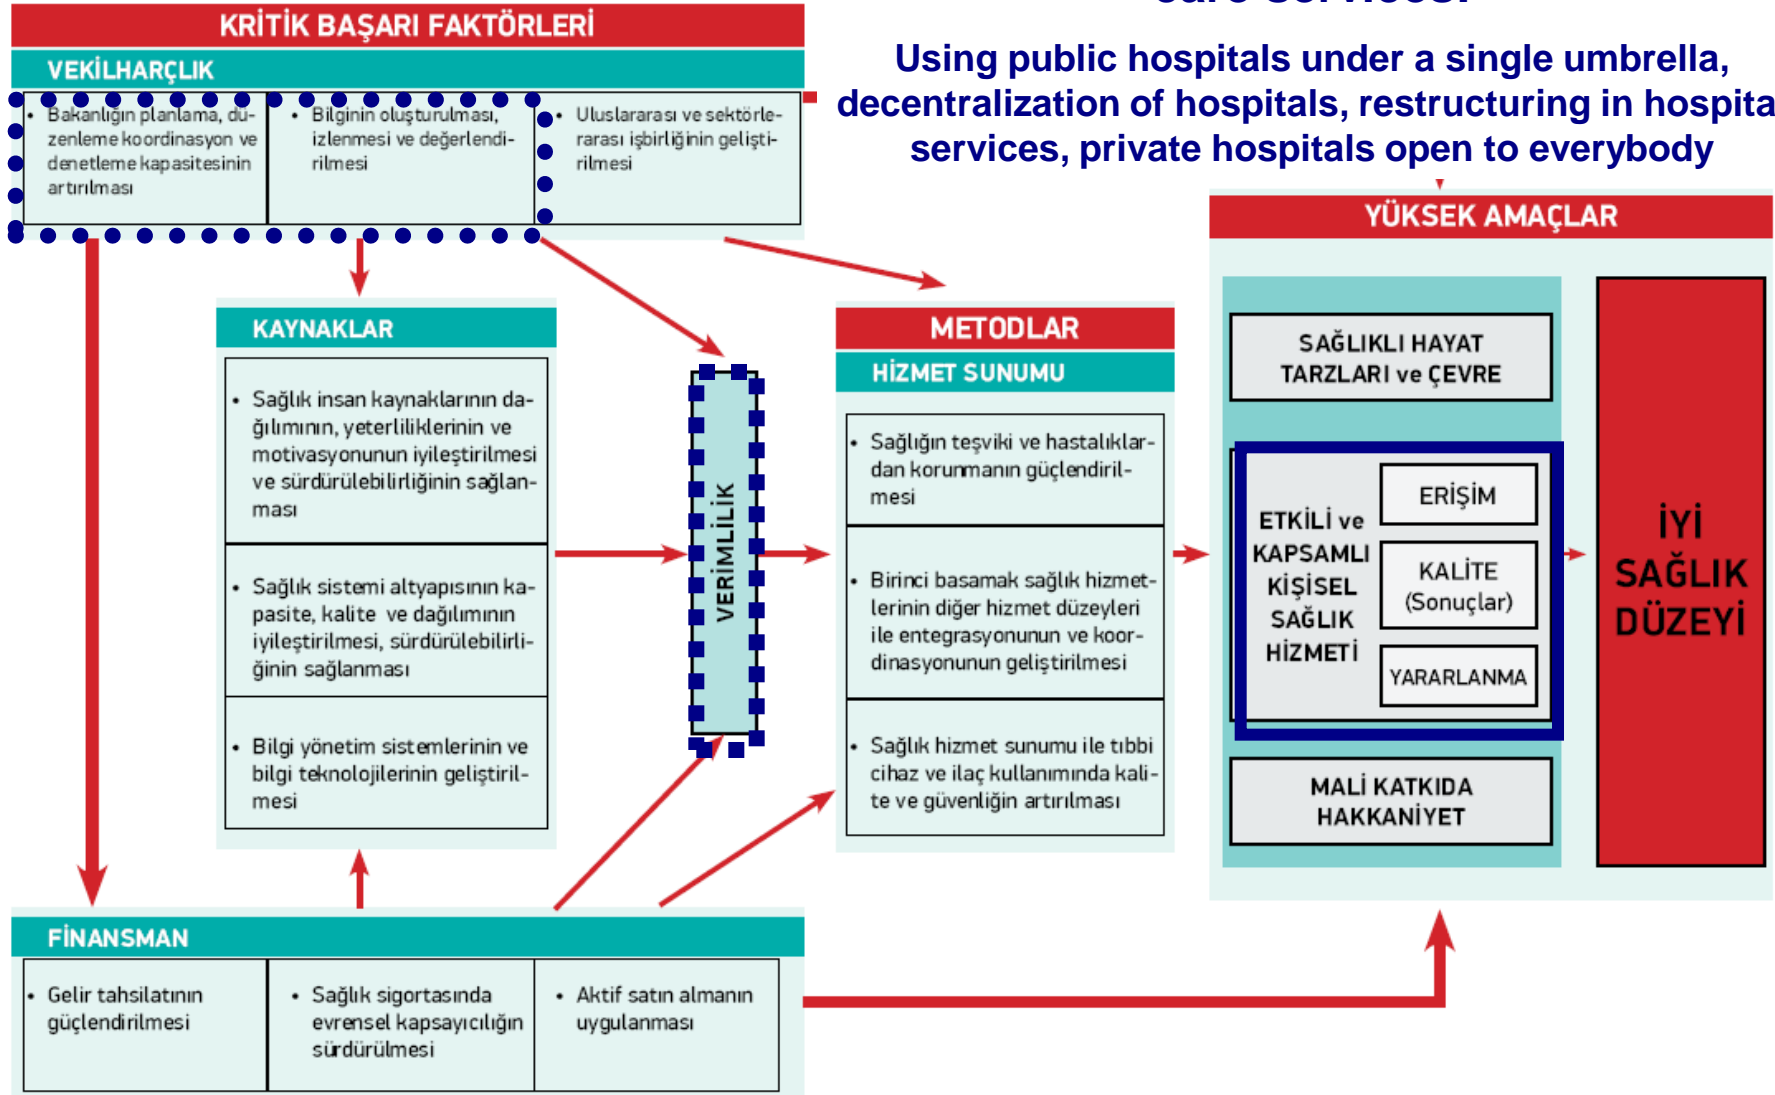 care services.
Using public hospitals under a single umbrella,
decentralization of hospitals, restructuring in hospita
services, private hospitals open to everybody
KRİTİK BAŞARI FAKTÖRLERİ
VEKİLHARÇLIK
• Bakanlığın planlama, dü-
zenleme koordinasyon ve
denetleme kapasitesinin
artırılması
• Bilginin oluşturulması,
izlenmesi ve değerlendi-
rilmesi
• Uluslararası ve sektörle-
rarası işbirliğinin gelişti-
rilmesi
KAYNAKLAR
• Sağlık insan kaynaklarının da-
ğılımının, yeterliliklerinin ve
motivasyonunun iyileştirilmesi
ve sürdürülebilirliğinin sağlan-
ması
• Sağlık sistemi altyapısının ka-
pasite, kalite ve dağılımının
iyileştirilmesi, sürdürülebilirli-
ğinin sağlanması
• Bilgi yönetim sistemlerinin ve
bilgi teknolojilerinin geliştiril-
mesi
VERİMLİLİK
METODLAR
HİZMET SUNUMU
• Sağlığın teşviki ve hastalıklar-
dan korunmanın güçlendiril-
mesi
• Birinci basamak sağlık hizmet-
lerinin diğer hizmet düzeyleri
ile entegrasyonunun ve koor-
dinasyonunun geliştirilmesi
• Sağlık hizmet sunumu ile tıbbi
cihaz ve ilaç kullanımında kali-
te ve güvenliğin artırılması
YÜKSEK AMAÇLAR
SAĞLIKLI HAYAT
TARZLARI ve ÇEVRE
ETKİLİ ve
KAPSAMLI
KİŞİSEL
SAĞLIK
HİZMETİ
ERİŞİM
KALİTE
(Sonuçlar)
YARARLANMA
MALİ KATKIDA
HAKKANİYET
İYİ
SAĞLIK
DÜZEYİ
FİNANSMAN
• Gelir tahsilatının
güçlendirilmesi
• Sağlık sigortasında
evrensel kapsayıcılığın
sürdürülmesi
• Aktif satın almanın
uygulanması